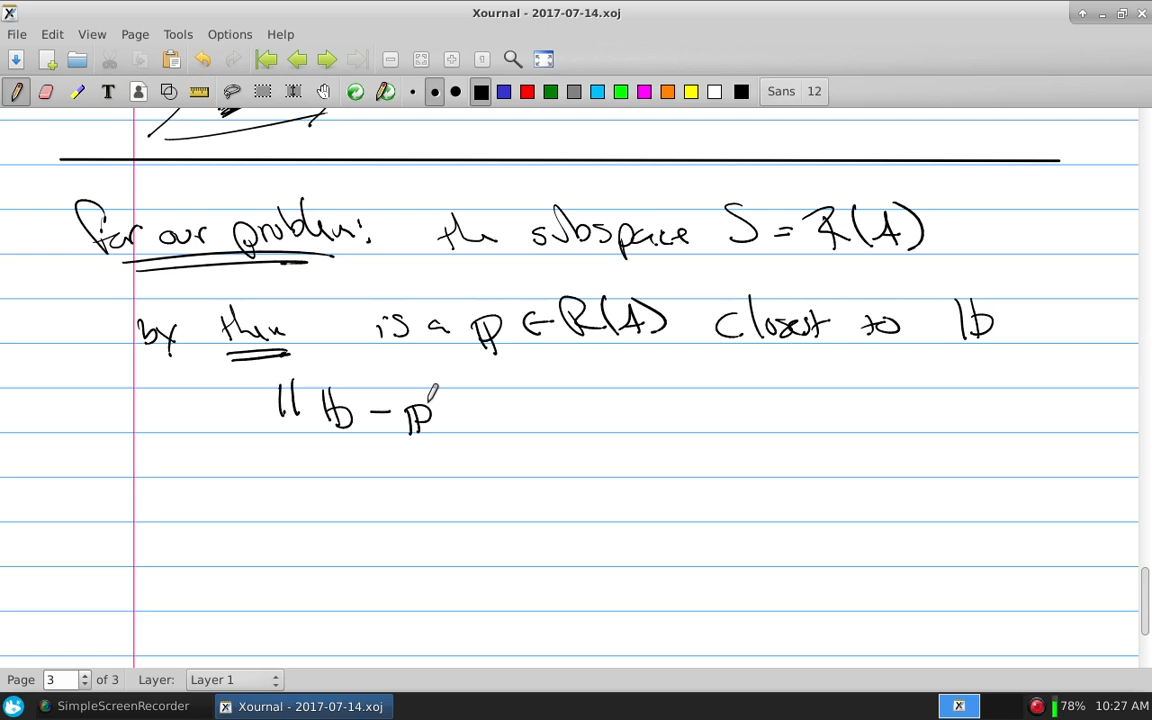 Xournal - 2017-07-14.xoj
File Edit View Page Tools Options Help
Sans 12
For our problem: the subspace S = R(A)
by thm is a p ∈ R(A) closest to b
|| b - p
Page 3 of 3 Layer: Layer 1
SimpleScreenRecorder Xournal - 2017-07-14.xoj 78% 10:27 AM